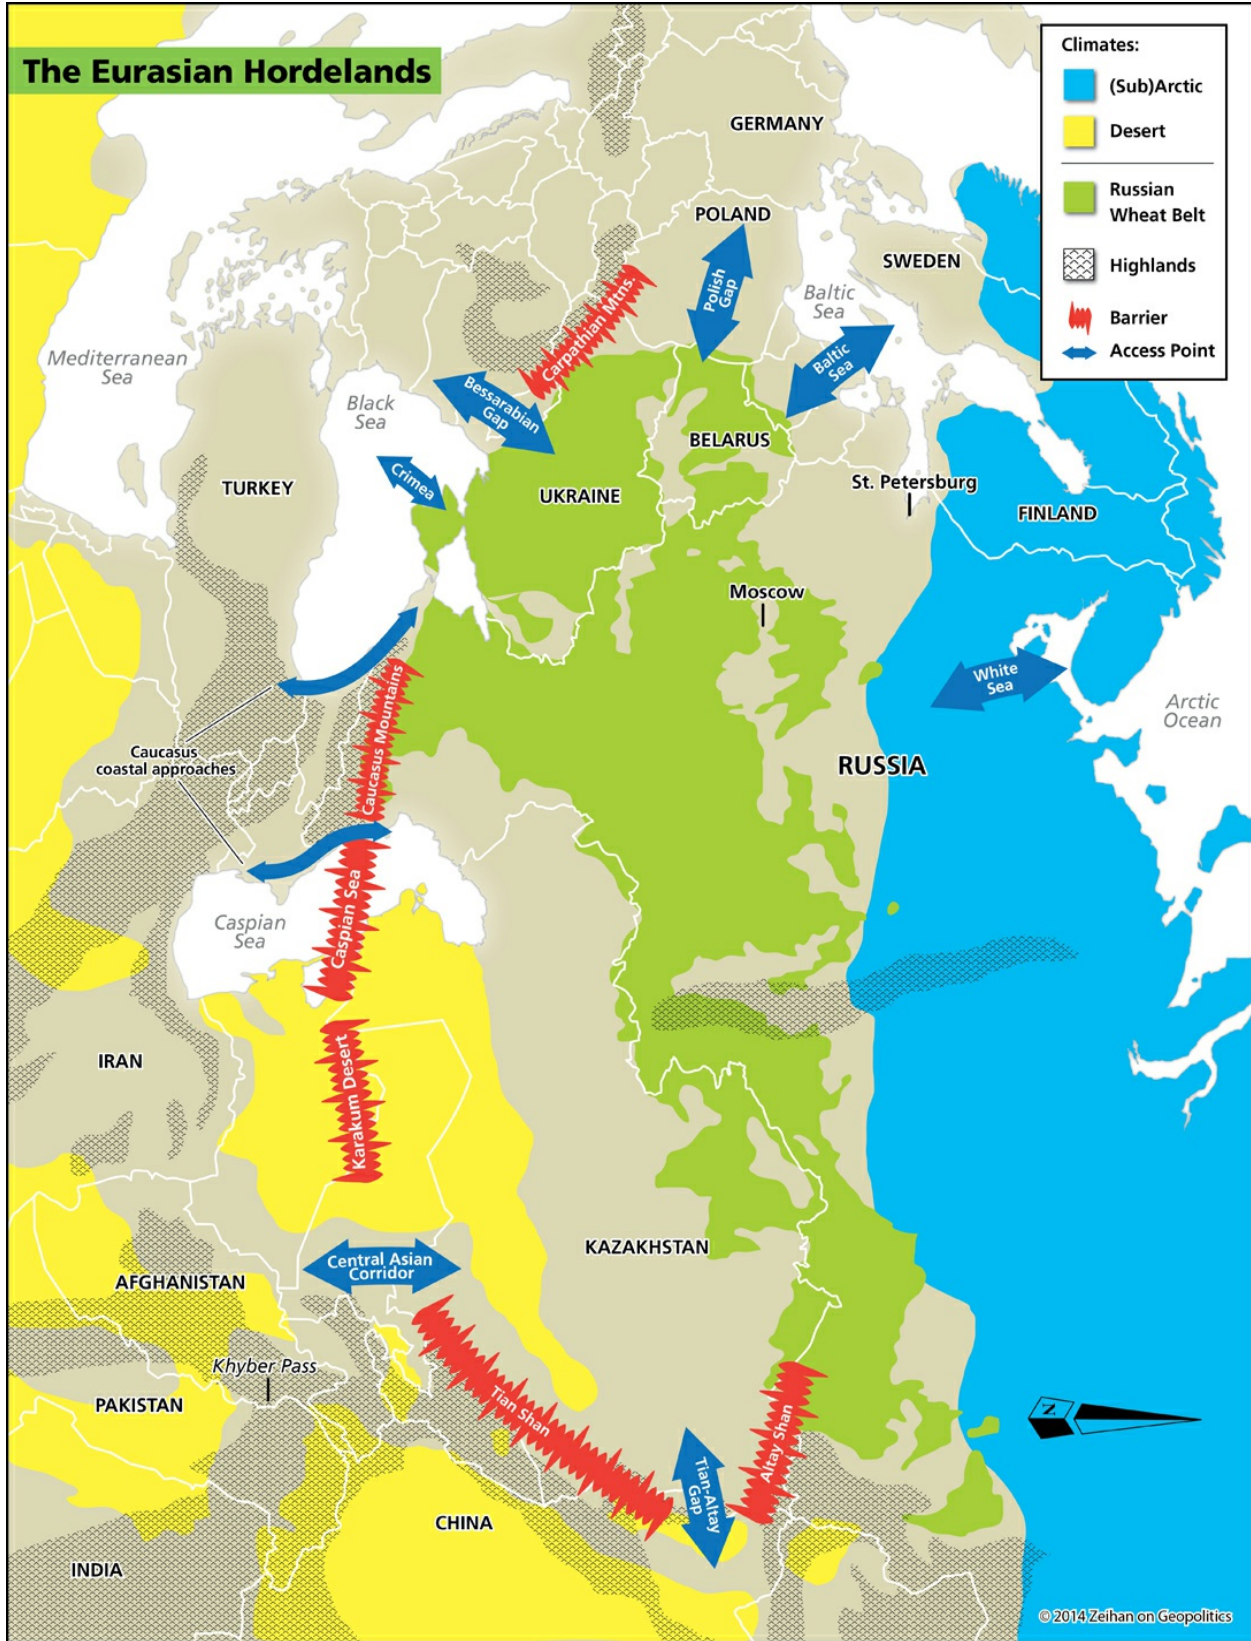 The Eurasian Hordelands
Climates:
(Sub)Arctic
Desert
Russian
Wheat Belt
Highlands
Barrier
Access Point
GERMANY
POLAND
SWEDEN
Polish
Gap
Baltic
Sea
Baltic
Sea
Carpathian Mtns.
Mediterranean
Sea
Black
Sea
Bessarabian
Gap
BELARUS
Crimea
TURKEY
UKRAINE
St. Petersburg
FINLAND
Moscow
White
Sea
Arctic
Ocean
Caucasus
coastal approaches
Caucasus Mountains
RUSSIA
Caspian
Sea
Caspian Sea
IRAN
Karakum Desert
KAZAKHSTAN
Central Asian
Corridor
AFGHANISTAN
Khyber Pass
PAKISTAN
Tian Shan
Altay Shan
N
Tian-Altay
Gap
CHINA
INDIA
© 2014 Zeihan on Geopolitics